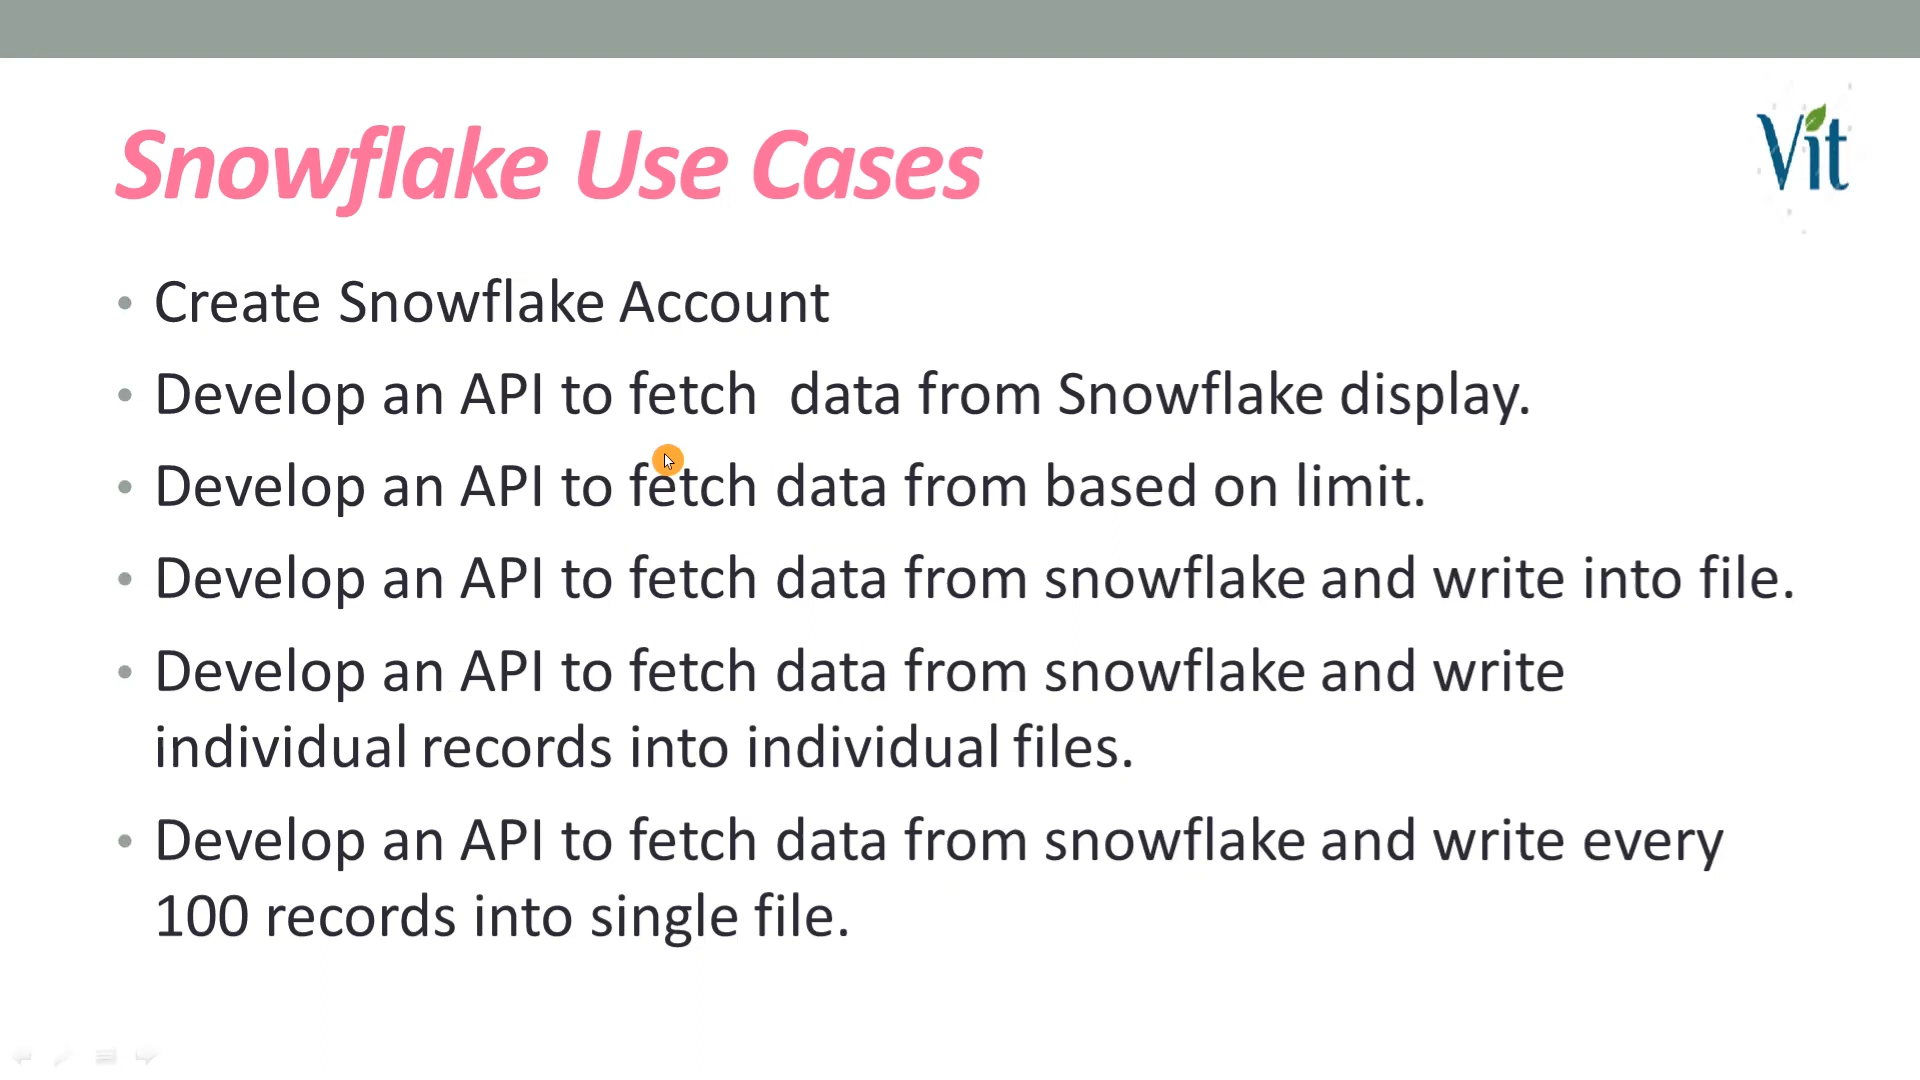 Snowflake Use Cases
Vit
• Create Snowflake Account
• Develop an API to fetch  data from Snowflake display.
• Develop an API to fetch data from based on limit.
• Develop an API to fetch data from snowflake and write into file.
• Develop an API to fetch data from snowflake and write
individual records into individual files.
• Develop an API to fetch data from snowflake and write every
100 records into single file.